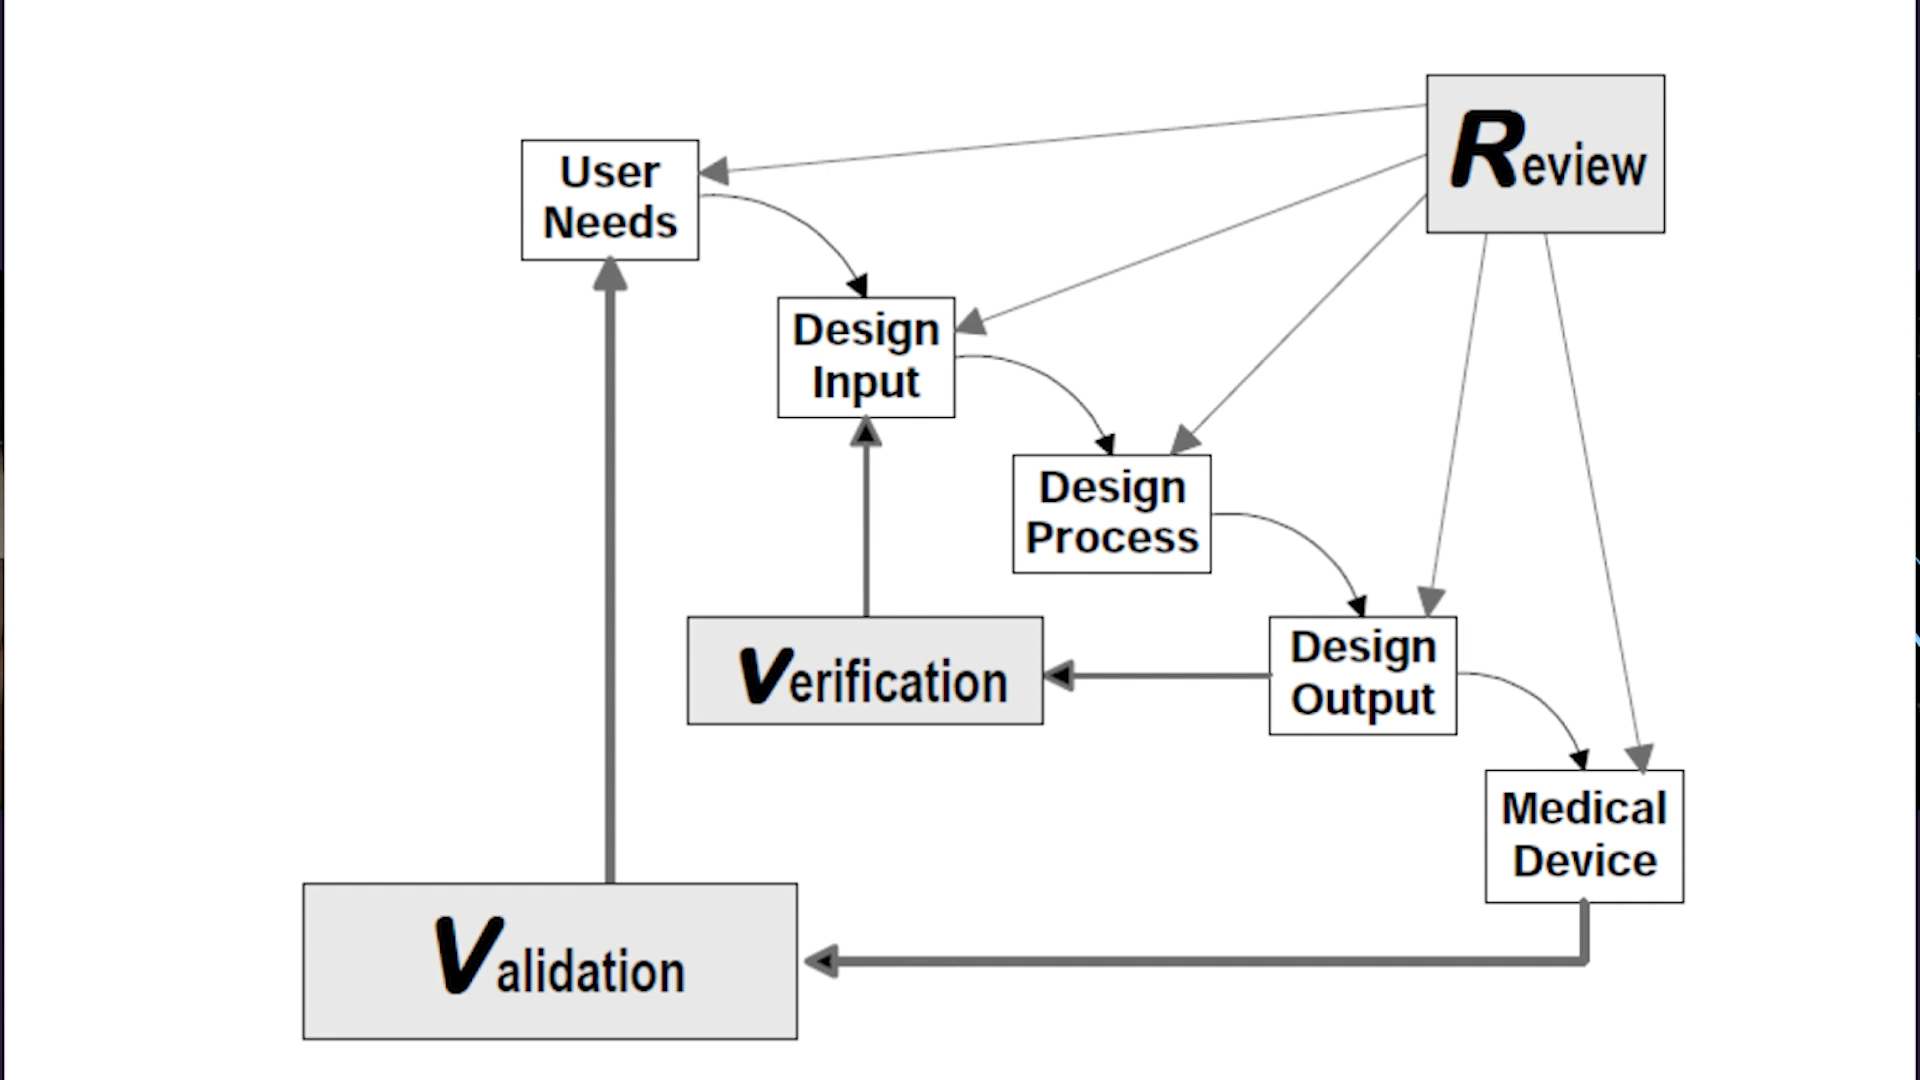 Review
User
Needs
Design
Input
Design
Process
Verification
Design
Output
Medical
Device
Validation